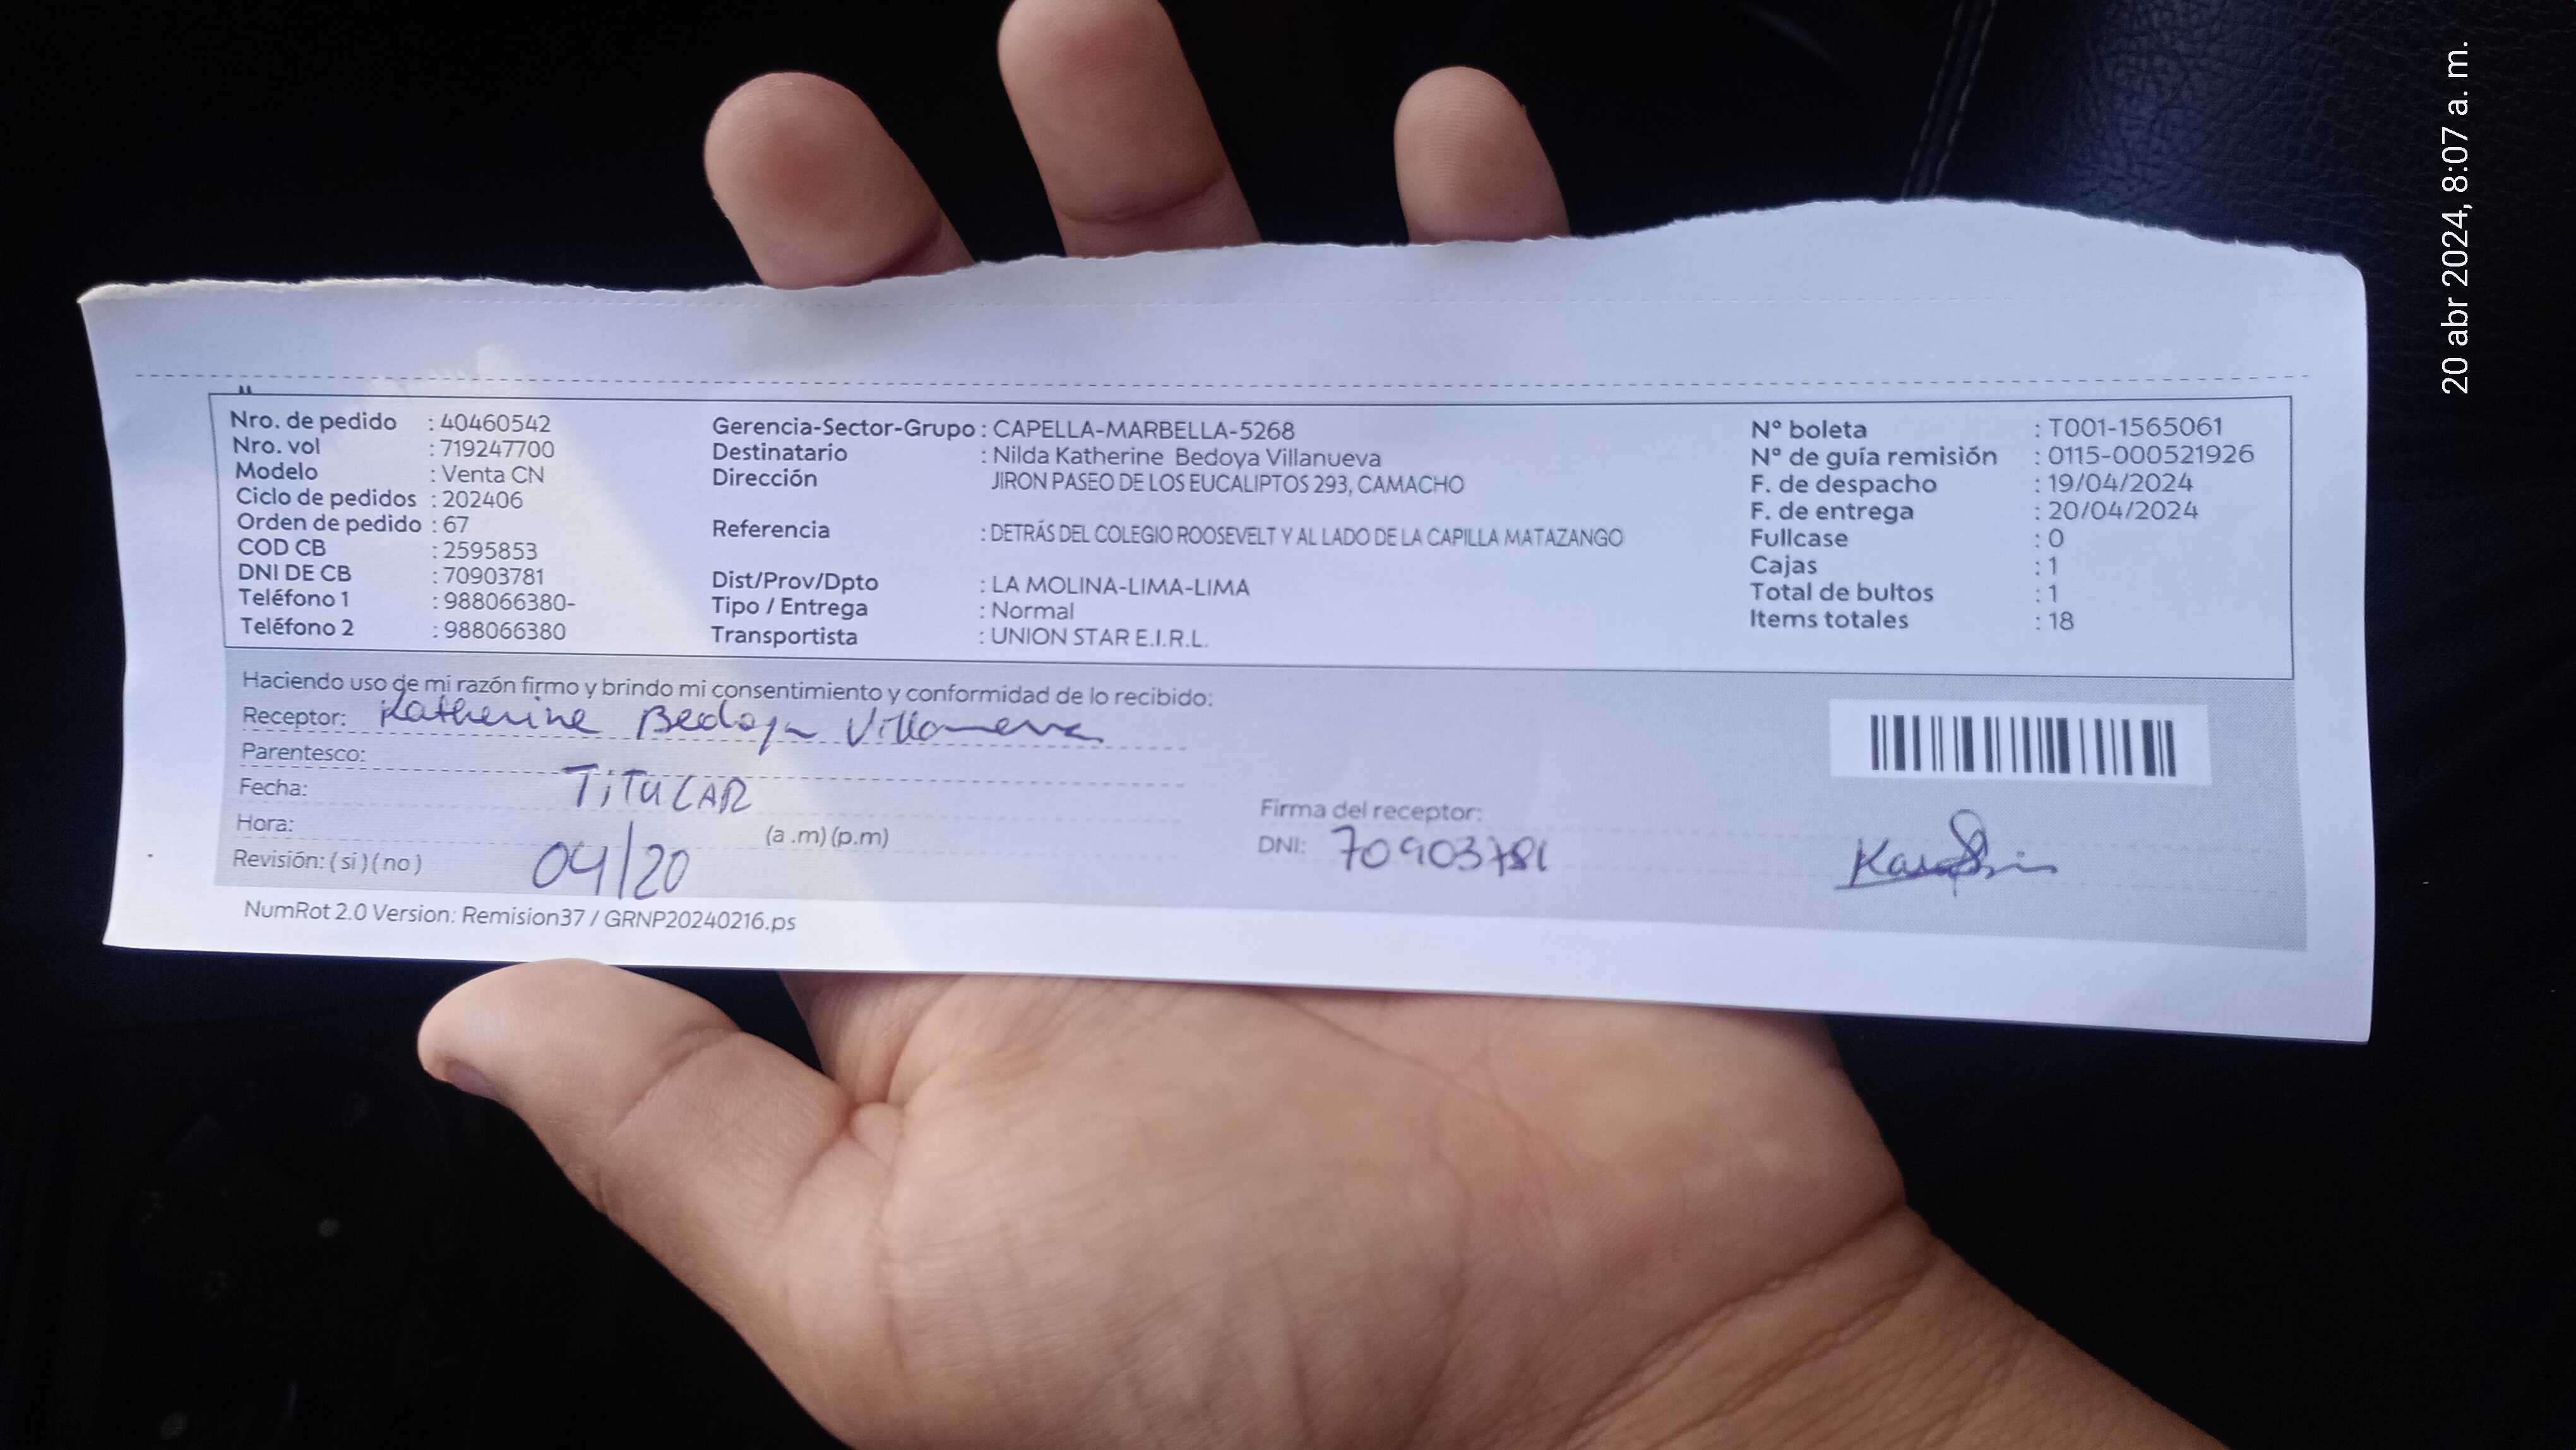 20 abr 2024, 8:07 a. m.
Nro. de pedido : 40460542
Nro. vol : 719247700
Modelo : Venta CN
Ciclo de pedidos : 202406
Orden de pedido : 67
COD CB : 2595853
DNI DE CB : 70903781
Teléfono 1 : 988066380-
Teléfono 2 : 988066380
Gerencia-Sector-Grupo : CAPELLA-MARBELLA-5268
Destinatario : Nilda Katherine Bedoya Villanueva
Dirección JIRON PASEO DE LOS EUCALIPTOS 293, CAMACHO
Referencia : DETRÁS DEL COLEGIO ROOSEVELT Y AL LADO DE LA CAPILLA MATAZANGO
Dist/Prov/Dpto : LA MOLINA-LIMA-LIMA
Tipo / Entrega : Normal
Transportista : UNION STAR E.I.R.L.
Nº boleta : T001-1565061
Nº de guía remisión : 0115-000521926
F. de despacho : 19/04/2024
F. de entrega : 20/04/2024
Fullcase : 0
Cajas : 1
Total de bultos : 1
Items totales : 18
Haciendo uso de mi razón firmo y brindo mi consentimiento y conformidad de lo recibido:
Receptor: Katherine Bedoya Villanueva
Parentesco:
Fecha: TiTULAR
Hora: (a .m) (p.m)
Revisión: ( si ) ( no ) 04/20
Firma del receptor:
DNI: 70903781
NumRot 2.0 Version: Remision37 / GRNP20240216.ps